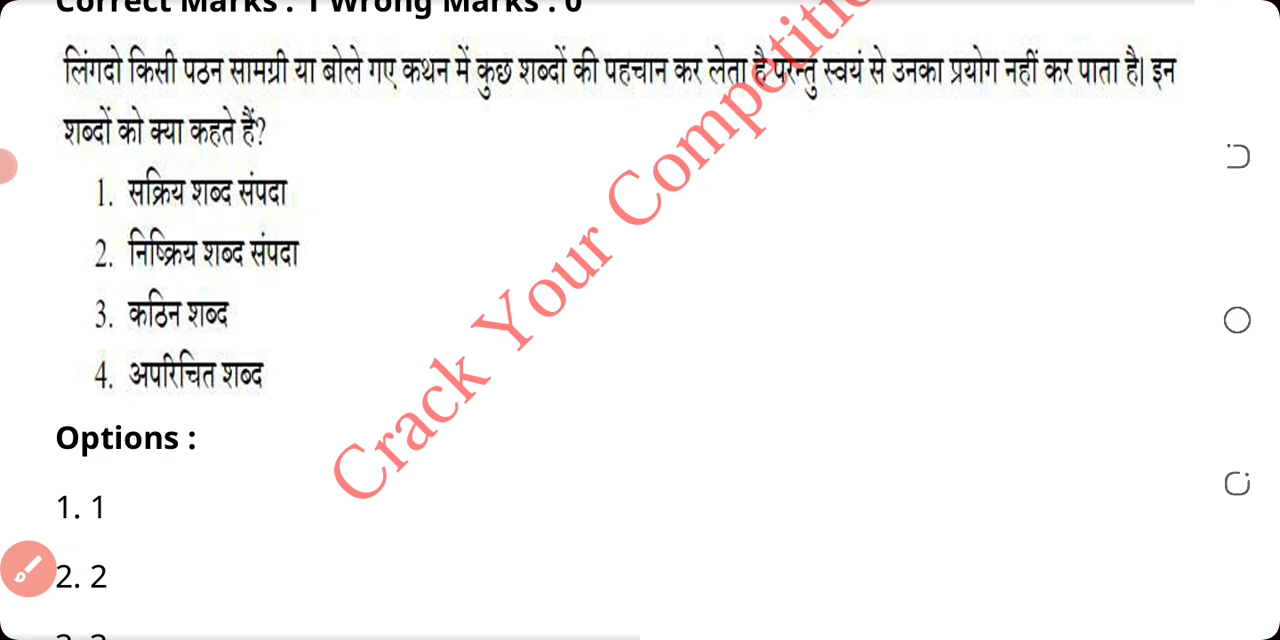 Correct Marks : 1 Wrong Marks : 0
लिंगदो किसी पठन सामग्री या बोले गए कथन में कुछ शब्दों की पहचान कर लेता है परन्तु स्वयं से उनका प्रयोग नहीं कर पाता है। इन
शब्दों को क्या कहते हैं?
1. सक्रिय शब्द संपदा
2. निष्क्रिय शब्द संपदा
3. कठिन शब्द
4. अपरिचित शब्द
Crack Your Competitio
Options :
1. 1
2. 2